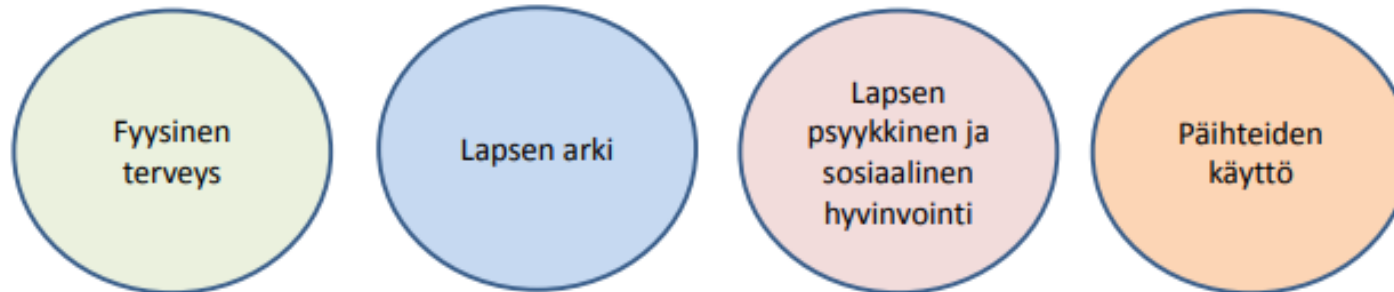 Fyysinen
terveys
Lapsen arki
Lapsen
psyykkinen ja
sosiaalinen
hyvinvointi
Päihteiden
käyttö